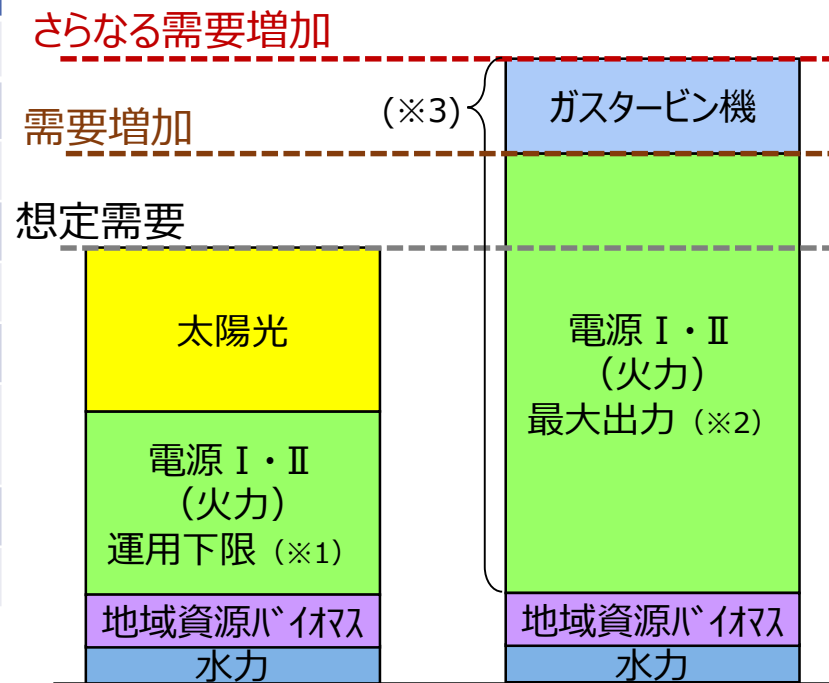 さらなる需要増加
(※3)
ガスタービン機
需要増加
想定需要
太陽光
電源Ⅰ・Ⅱ
(火力)
運用下限(※1)
地域資源バイオマス
水力
電源Ⅰ・Ⅱ
(火力)
最大出力(※2)
地域資源バイオマス
水力